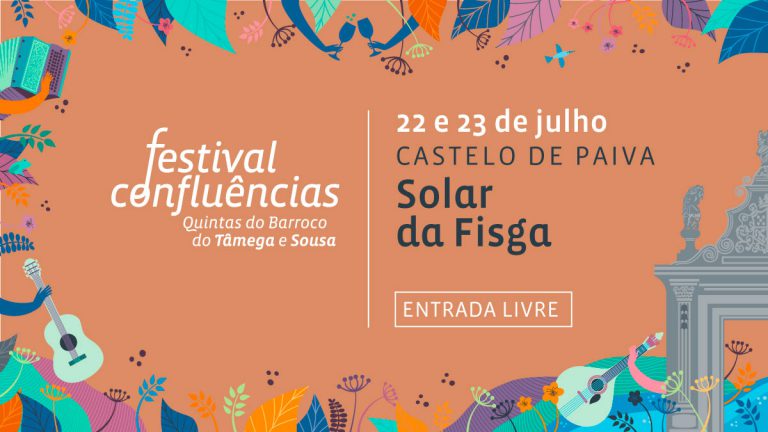 festival
confluências
Quintas do Barroco
do Tâmega e Sousa
22 e 23 de julho
CASTELO DE PAIVA
Solar
da Fisga
ENTRADA LIVRE